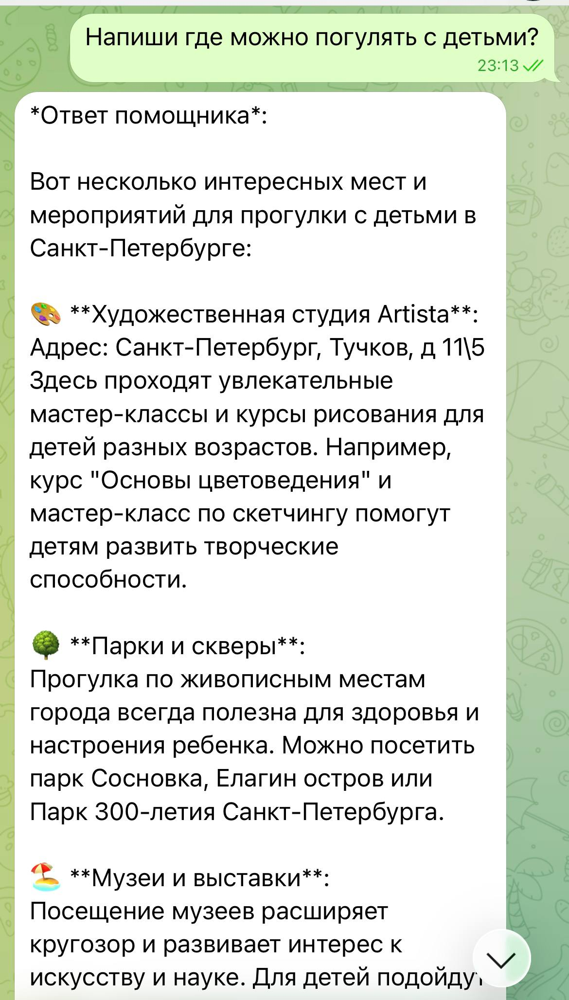 Напиши где можно погулять с детьми?
23:13
*Ответ помощника*:
Вот несколько интересных мест и
мероприятий для прогулки с детьми в
Санкт-Петербурге:
**Художественная студия Artista**:
Адрес: Санкт-Петербург, Тучков, д 11\5
Здесь проходят увлекательные
мастер-классы и курсы рисования для
детей разных возрастов. Например,
курс "Основы цветоведения" и
мастер-класс по скетчингу помогут
детям развить творческие
способности.
**Парки и скверы**:
Прогулка по живописным местам
города всегда полезна для здоровья и
настроения ребенка. Можно посетить
парк Сосновка, Елагин остров или
Парк 300-летия Санкт-Петербурга.
**Музеи и выставки**:
Посещение музеев расширяет
кругозор и развивает интерес к
искусству и науке. Для детей подойдут